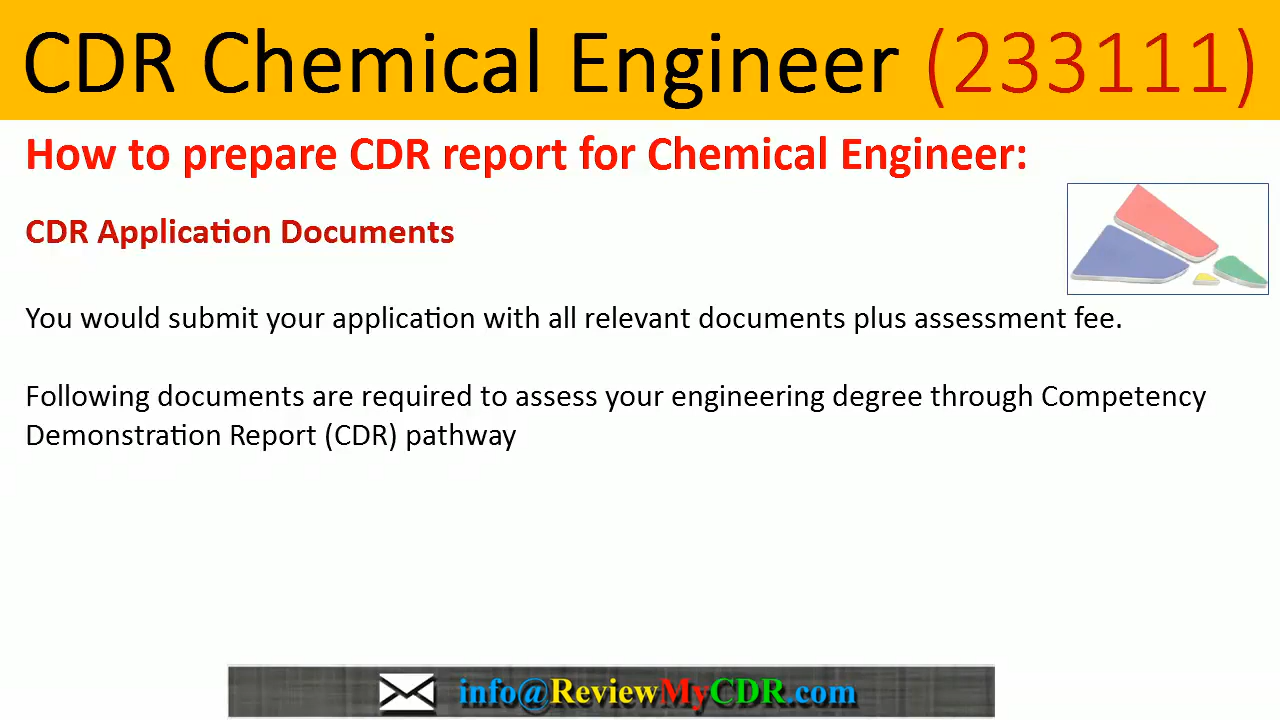 CDR Chemical Engineer (233111)
How to prepare CDR report for Chemical Engineer:
CDR Application Documents
You would submit your application with all relevant documents plus assessment fee.
Following documents are required to assess your engineering degree through Competency
Demonstration Report (CDR) pathway
info@ReviewMyCDR.com